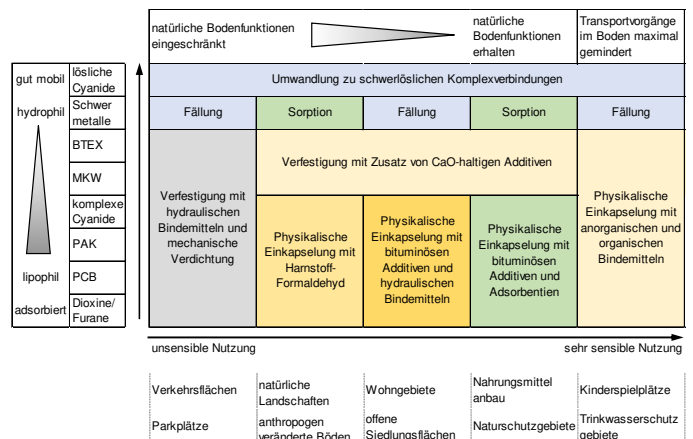 natürliche Bodenfunktionen
eingeschränkt
natürliche
Bodenfunktionen
erhalten
Transportvorgänge
im Boden maximal
gemindert
gut mobil
lösliche
Cyanide
Umwandlung zu schwerlöslichen Komplexverbindungen
hydrophil
Schwer
metalle
Fällung
Sorption
Fällung
Sorption
Fällung
BTEX
MKW
komplexe
Cyanide
PAK
lipophil
PCB
adsorbiert
Dioxine/
Furane
Verfestigung mit
hydraulischen
Bindemitteln und
mechanische
Verdichtung
Verfestigung mit Zusatz von CaO-haltigen Additiven
Physikalische
Einkapselung mit
Harnstoff-
Formaldehyd
Physikalische
Einkapselung mit
bituminösen
Additiven und
hydraulischen
Bindemitteln
Physikalische
Einkapselung mit
bituminösen
Additiven und
Adsorbentien
Physikalische
Einkapselung mit
anorganischen und
organischen
Bindemitteln
unsensible Nutzung
sehr sensible Nutzung
Verkehrsflächen
natürliche
Landschaften
Wohngebiete
Nahrungsmittel
anbau
Kinderspielplätze
Parkplätze
anthropogen
veränderte Böden
offene
Siedlungsflächen
Naturschutzgebiete
Trinkwasserschutz
gebiete